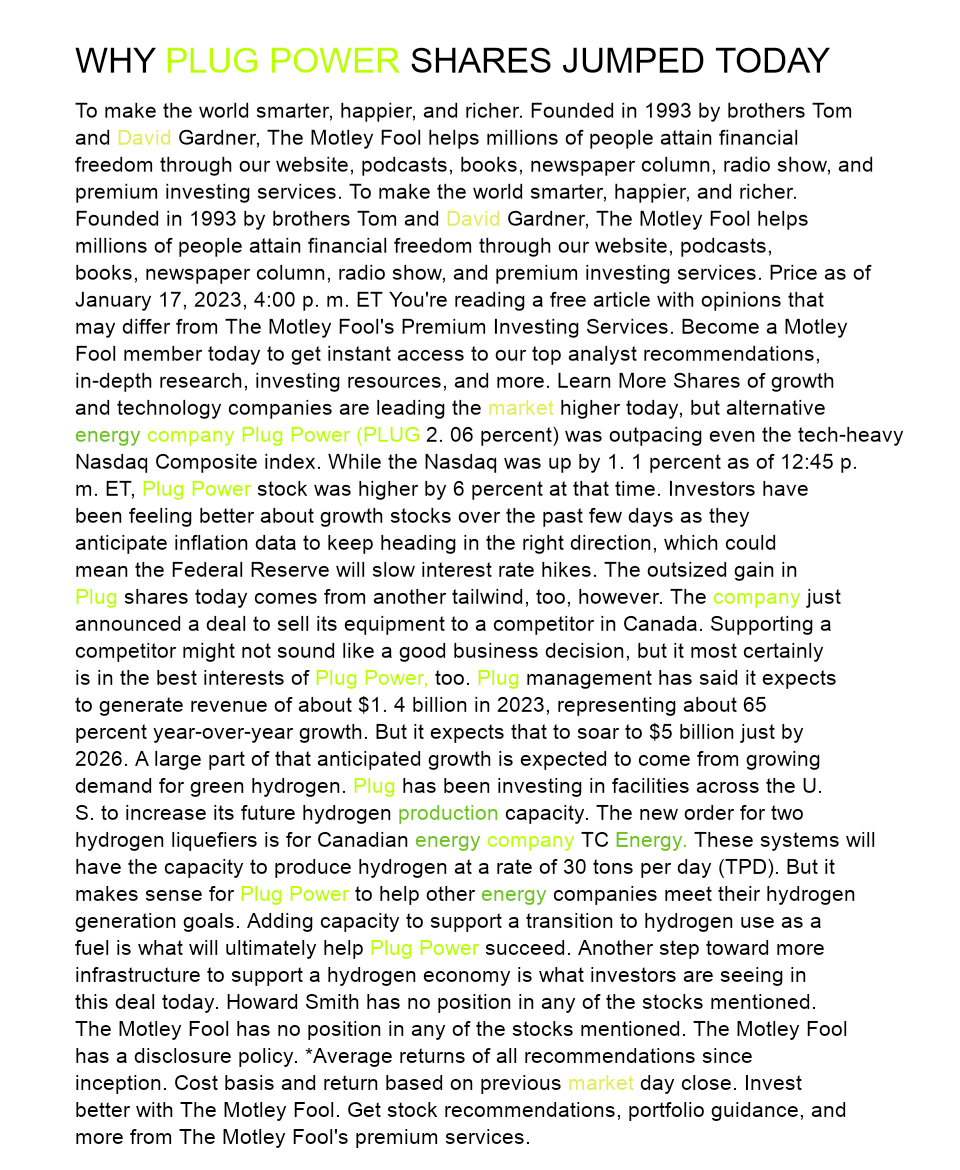 WHY PLUG POWER SHARES JUMPED TODAY
To make the world smarter, happier, and richer. Founded in 1993 by brothers Tom
and David Gardner, The Motley Fool helps millions of people attain financial
freedom through our website, podcasts, books, newspaper column, radio show, and
premium investing services. To make the world smarter, happier, and richer.
Founded in 1993 by brothers Tom and David Gardner, The Motley Fool helps
millions of people attain financial freedom through our website, podcasts,
books, newspaper column, radio show, and premium investing services. Price as of
January 17, 2023, 4:00 p. m. ET You're reading a free article with opinions that
may differ from The Motley Fool's Premium Investing Services. Become a Motley
Fool member today to get instant access to our top analyst recommendations,
in-depth research, investing resources, and more. Learn More Shares of growth
and technology companies are leading the market higher today, but alternative
energy company Plug Power (PLUG 2. 06 percent) was outpacing even the tech-heavy
Nasdaq Composite index. While the Nasdaq was up by 1. 1 percent as of 12:45 p.
m. ET, Plug Power stock was higher by 6 percent at that time. Investors have
been feeling better about growth stocks over the past few days as they
anticipate inflation data to keep heading in the right direction, which could
mean the Federal Reserve will slow interest rate hikes. The outsized gain in
Plug shares today comes from another tailwind, too, however. The company just
announced a deal to sell its equipment to a competitor in Canada. Supporting a
competitor might not sound like a good business decision, but it most certainly
is in the best interests of Plug Power, too. Plug management has said it expects
to generate revenue of about $1. 4 billion in 2023, representing about 65
percent year-over-year growth. But it expects that to soar to $5 billion just by
2026. A large part of that anticipated growth is expected to come from growing
demand for green hydrogen. Plug has been investing in facilities across the U.
S. to increase its future hydrogen production capacity. The new order for two
hydrogen liquefiers is for Canadian energy company TC Energy. These systems will
have the capacity to produce hydrogen at a rate of 30 tons per day (TPD). But it
makes sense for Plug Power to help other energy companies meet their hydrogen
generation goals. Adding capacity to support a transition to hydrogen use as a
fuel is what will ultimately help Plug Power succeed. Another step toward more
infrastructure to support a hydrogen economy is what investors are seeing in
this deal today. Howard Smith has no position in any of the stocks mentioned.
The Motley Fool has no position in any of the stocks mentioned. The Motley Fool
has a disclosure policy. *Average returns of all recommendations since
inception. Cost basis and return based on previous market day close. Invest
better with The Motley Fool. Get stock recommendations, portfolio guidance, and
more from The Motley Fool's premium services.